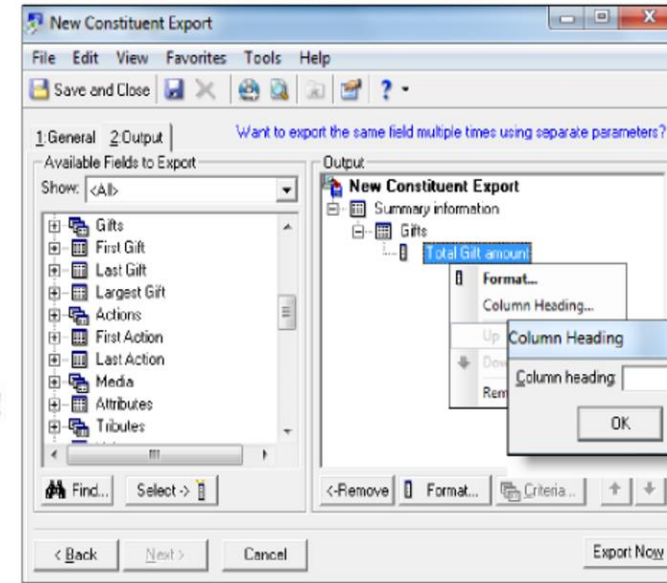 New Constituent Export
File Edit View Favorites Tools Help
Save and Close
1:General 2:Output
Want to export the same field multiple times using separate parameters?
Available Fields to Export
Show: <All>
Gifts
First Gift
Last Gift
Largest Gift
Actions
First Action
Last Action
Media
Attributes
Tributes
Find... Select ->
Output
New Constituent Export
Summary information
Gifts
Total Gift amount
Format...
Column Heading...
Up
Column Heading
Column heading:
OK
<-Remove Format... Criteria...
< Back Next > Cancel Export Now